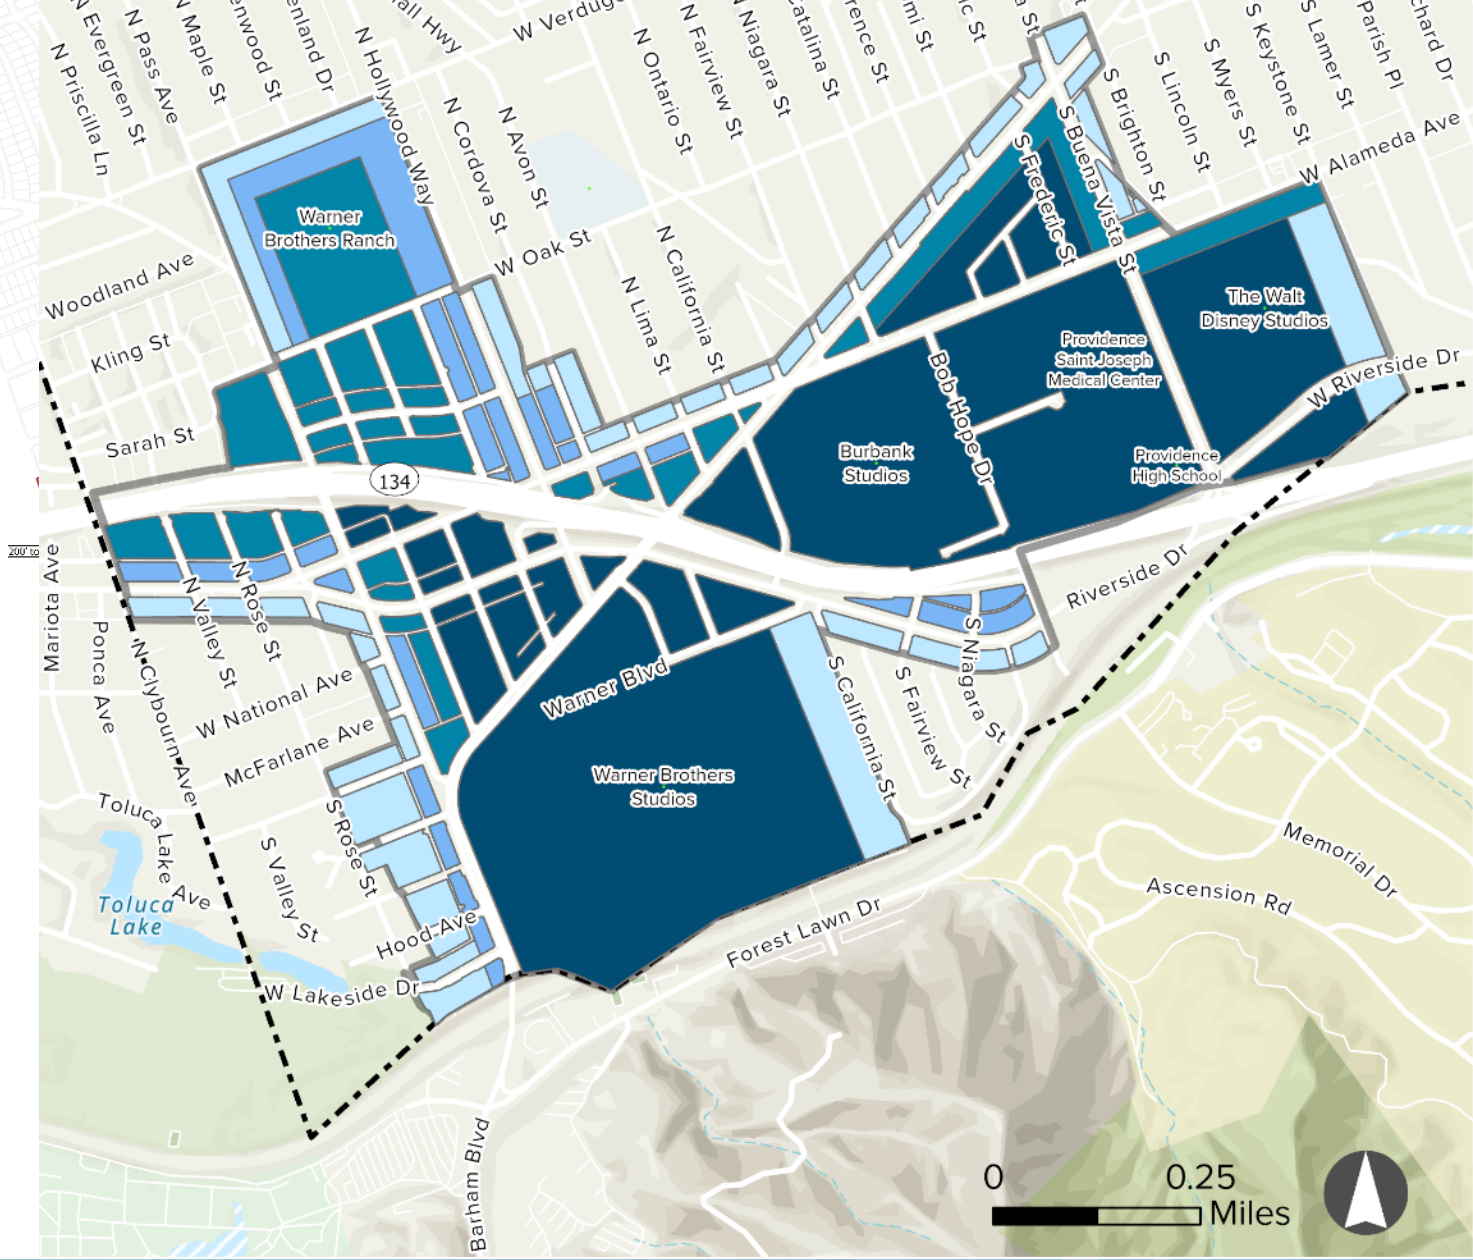 N Priscilla Ln
N Evergreen St
N Pass Ave
N Maple St
N Hollywood Way
N Cordova St
N Avon St
W Oak St
N Ontario St
N Fairview St
N Niagara St
S Brighton St
S Lincoln St
S Myers St
S Keystone St
S Lamer St
W Alameda Ave
S Buena Vista St
S Frederic St
Woodland Ave
Kling St
Sarah St
Warner
Brothers Ranch
N Lima St
N California St
The Walt
Disney Studios
Providence
Saint Joseph
Medical Center
W Riverside Dr
Bob Hope Dr
Burbank
Studios
Providence
High School
134
200' to
Mariota Ave
Ponca Ave
N Clybourn Ave
N Valley St
N Rose St
W National Ave
McFarlane Ave
Riverside Dr
S Niagara St
S Fairview St
S California St
Warner Blvd
Warner Brothers
Studios
Toluca Lake Ave
Toluca
Lake
S Valley St
S Rose St
Hood Ave
W Lakeside Dr
Forest Lawn Dr
Memorial Dr
Ascension Rd
Barham Blvd
0 0.25
Miles